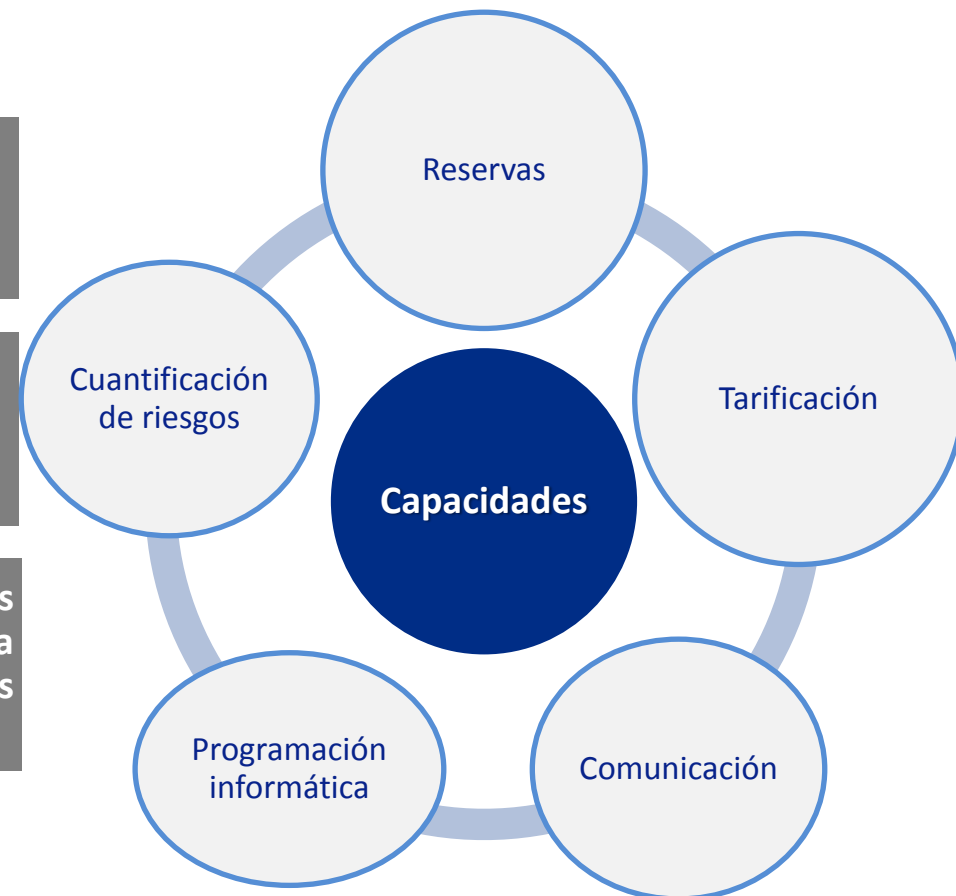 Reservas
Cuantificación
de riesgos
Tarificación
Capacidades
s
a
s
Programación
informática
Comunicación